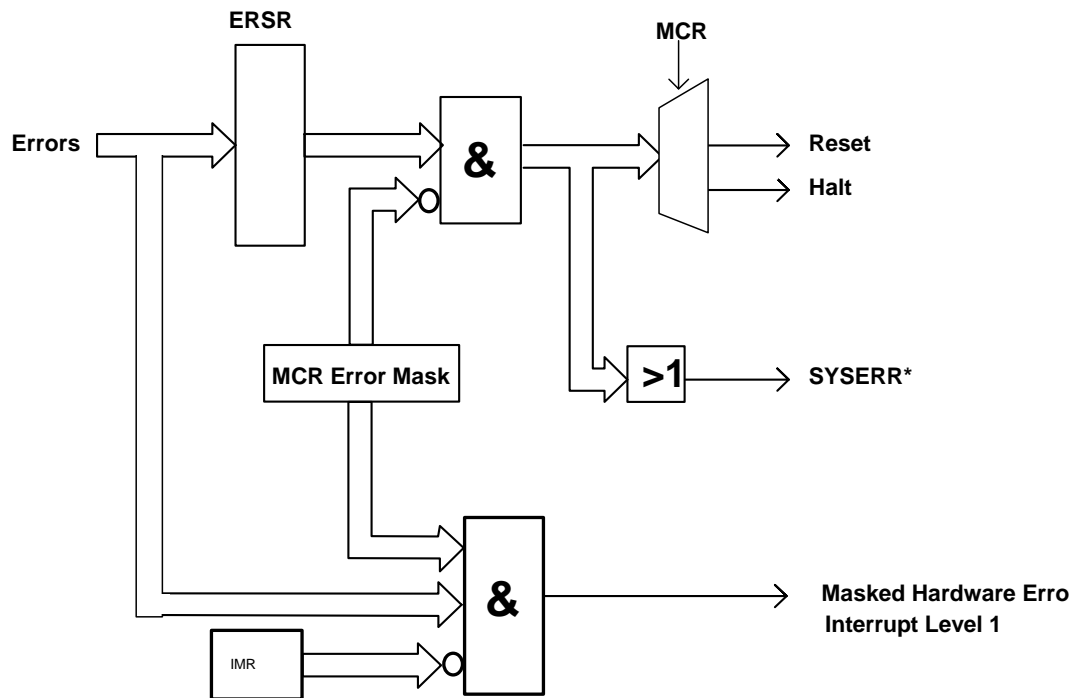 ERSR
MCR
Errors
Reset
&
Halt
MCR Error Mask
>1
SYSERR*
&
Masked Hardware Erro
Interrupt Level 1
IMR